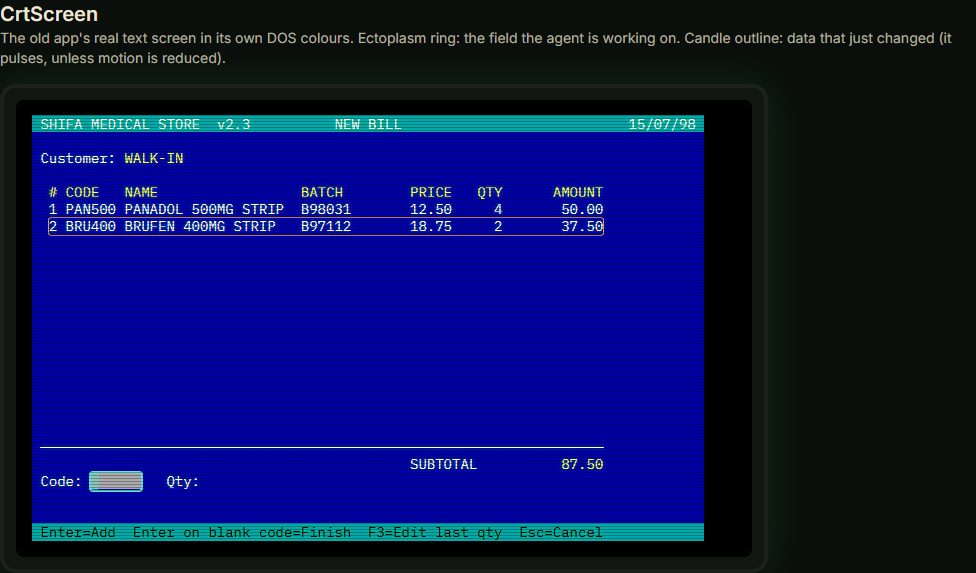 CrtScreen
The old app's real text screen in its own DOS colours. Ectoplasm ring: the field the agent is working on. Candle outline: data that just changed (it
pulses, unless motion is reduced).
SHIFA MEDICAL STORE v2.3 NEW BILL 15/07/98
Customer: WALK-IN
# CODE NAME BATCH PRICE QTY AMOUNT
1 PAN500 PANADOL 500MG STRIP B98031 12.50 4 50.00
2 BRU400 BRUFEN 400MG STRIP B97112 18.75 2 37.50
SUBTOTAL 87.50
Code: Qty:
Enter=Add Enter on blank code=Finish F3=Edit last qty Esc=Cancel